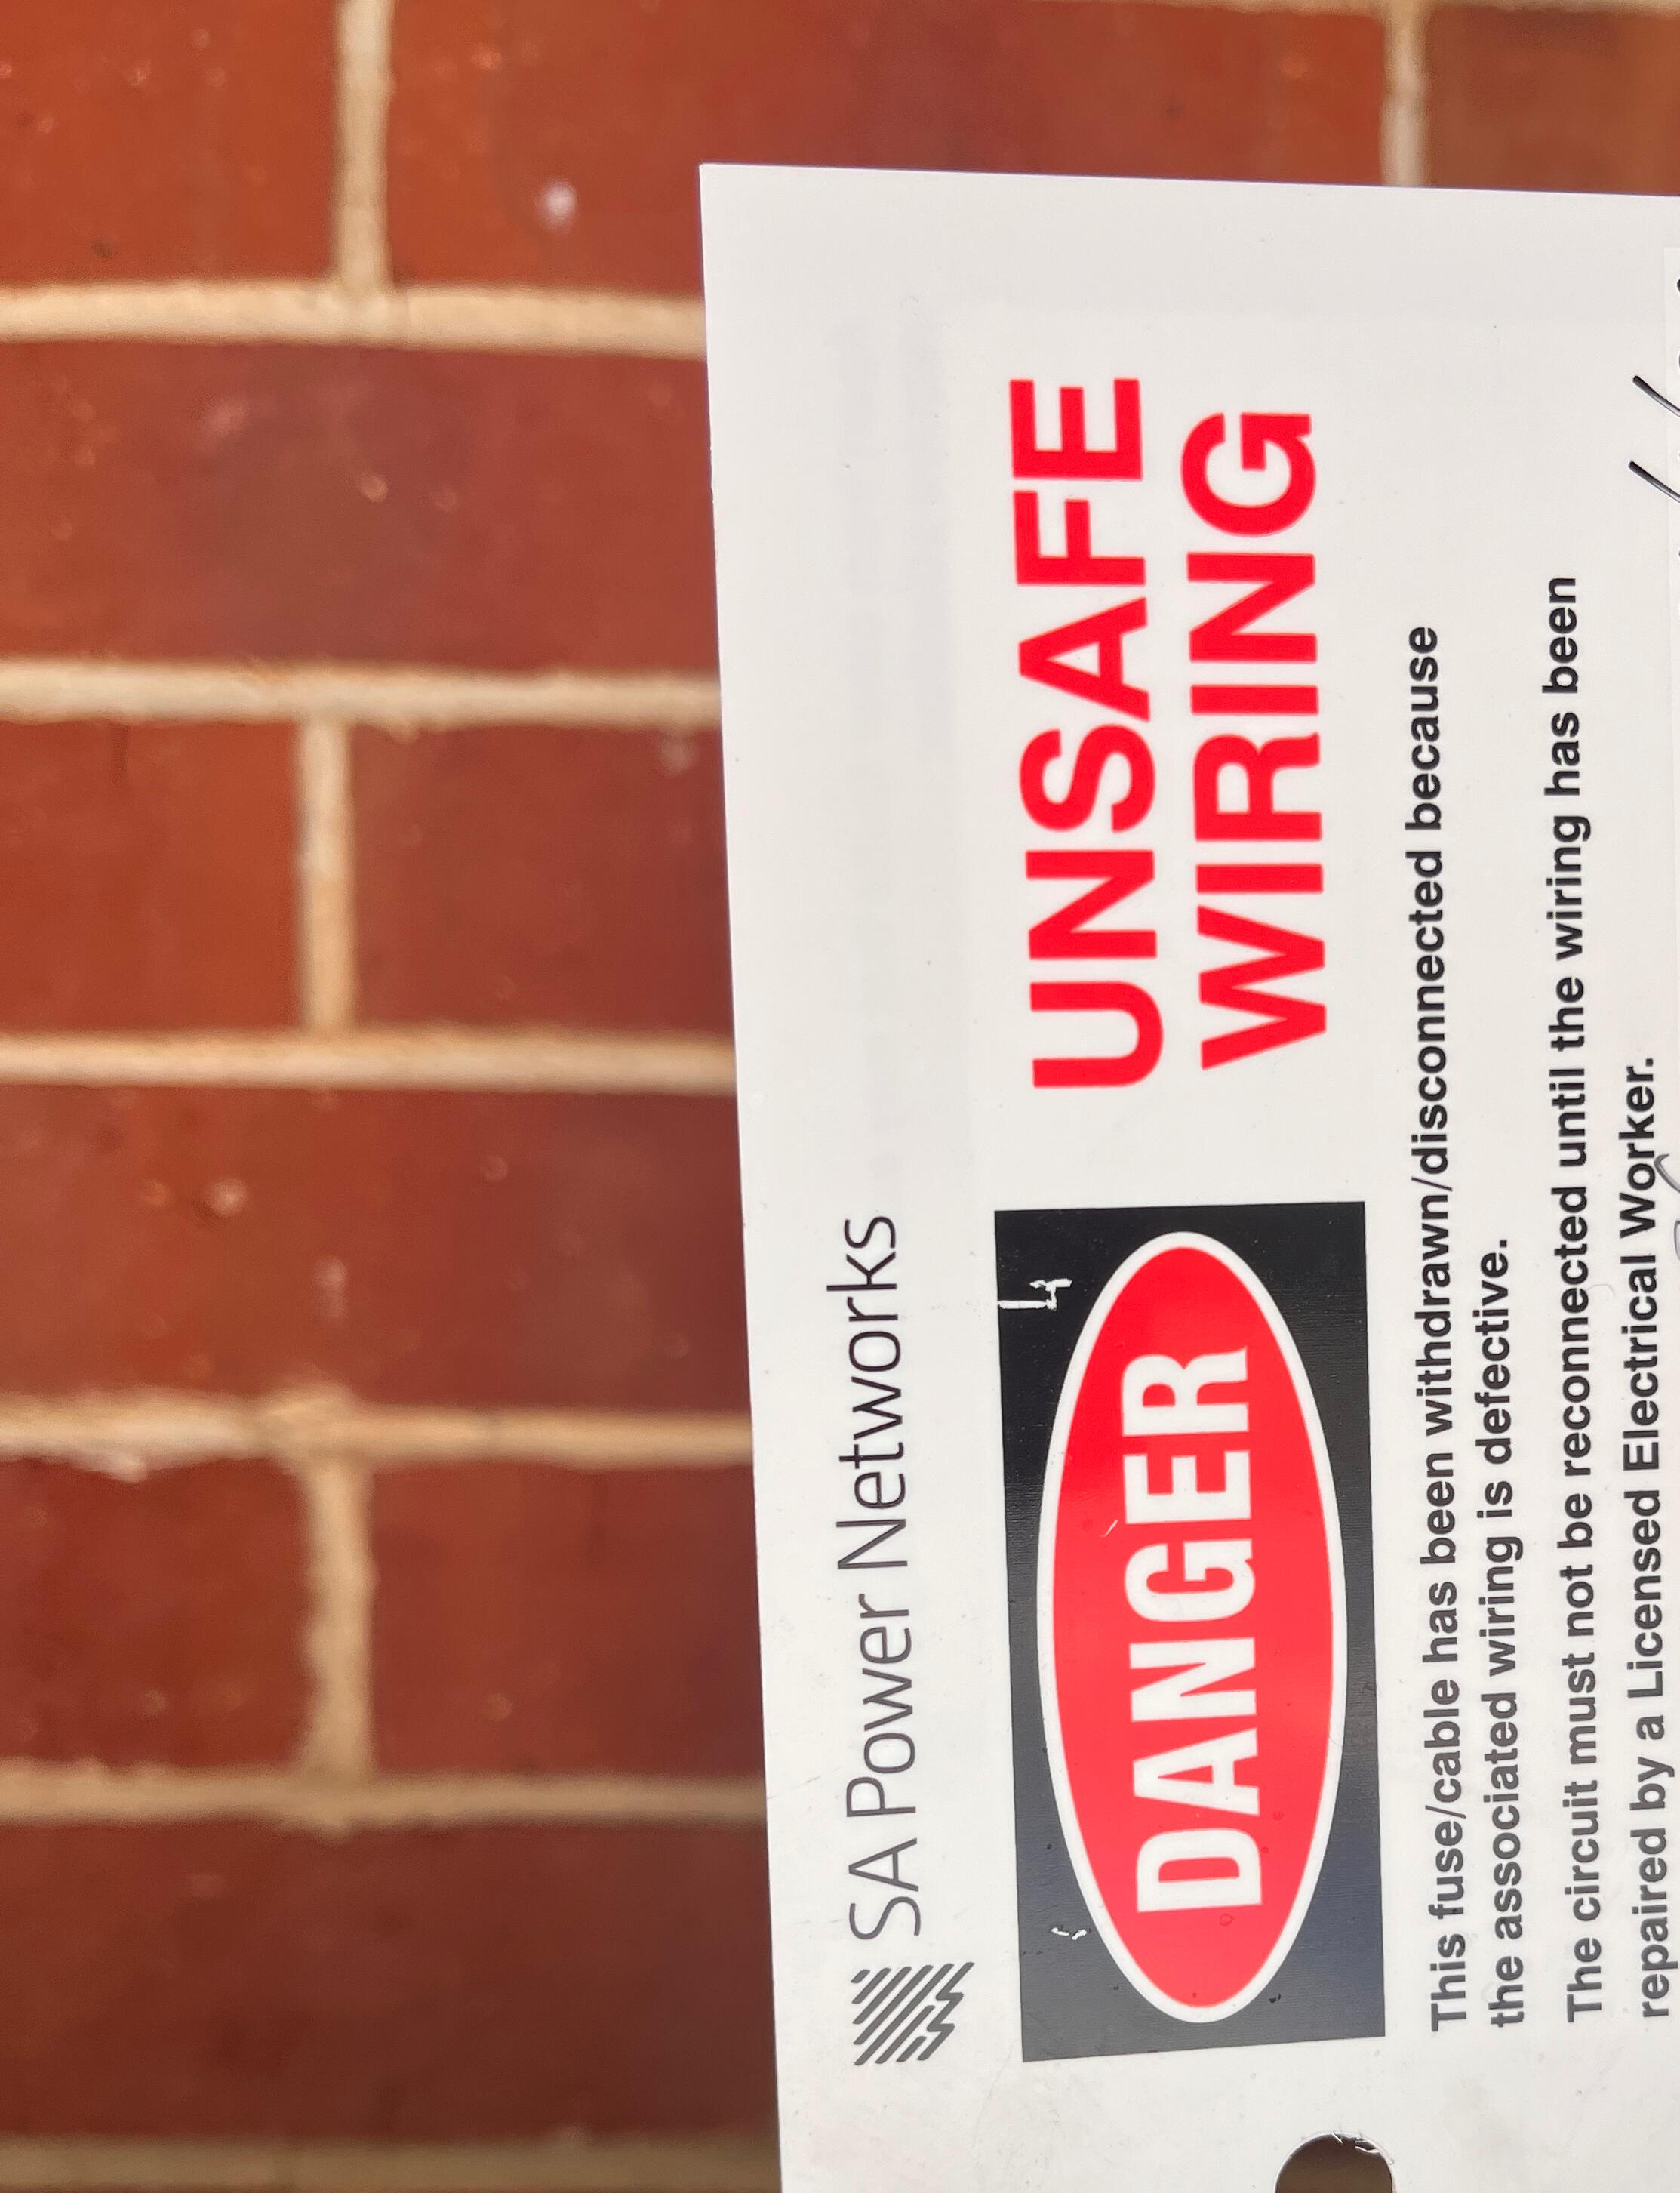 SA Power Networks
DANGER
UNSAFE
WIRING
This fuse/cable has been withdrawn/disconnected because
the associated wiring is defective.
The circuit must not be reconnected until the wiring has been
repaired by a Licensed Electrical Worker.